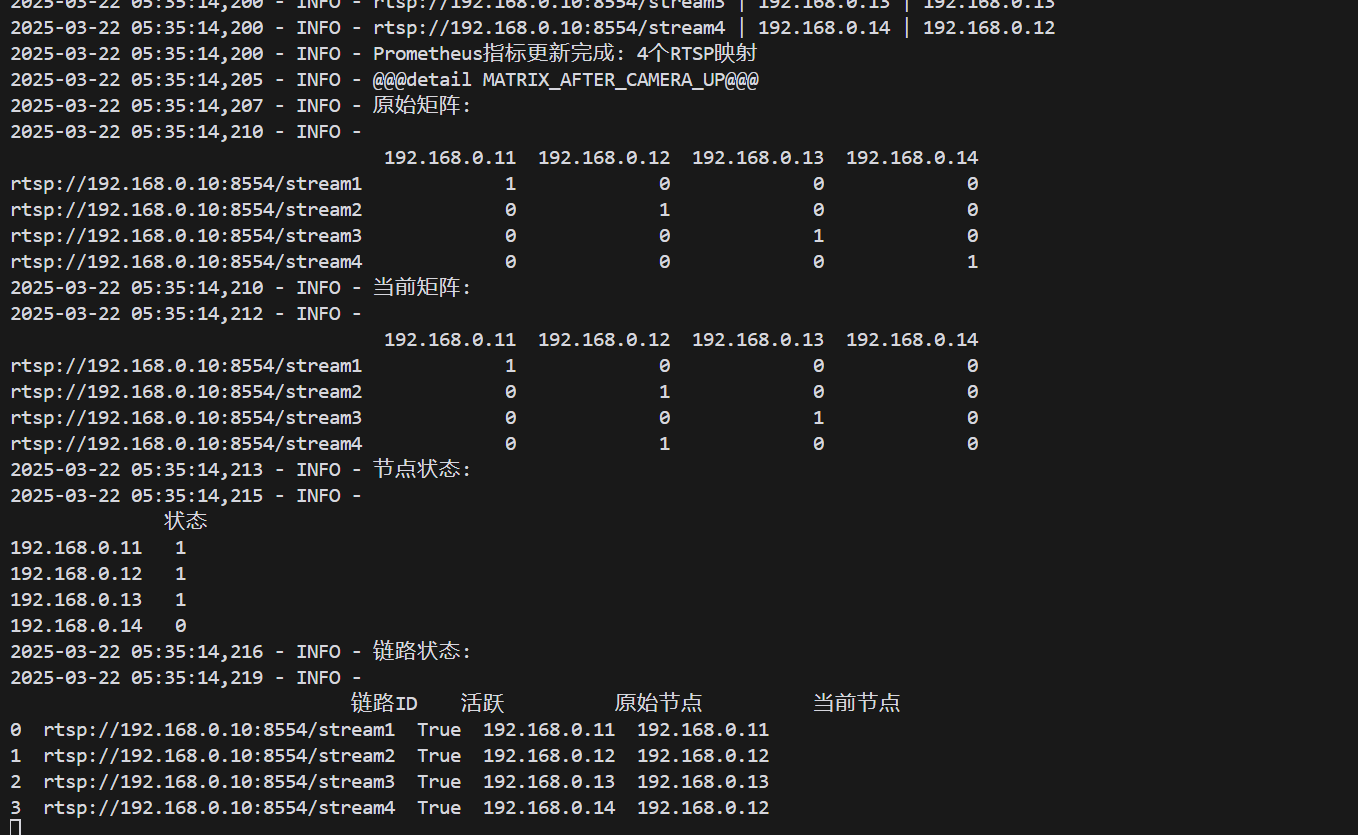 2025-03-22 05:35:14,200 - INFO - rtsp://192.168.0.10:8554/stream3 | 192.168.0.13 | 192.168.0.13
2025-03-22 05:35:14,200 - INFO - rtsp://192.168.0.10:8554/stream4 | 192.168.0.14 | 192.168.0.12
2025-03-22 05:35:14,200 - INFO - Prometheus指标更新完成: 4个RTSP映射
2025-03-22 05:35:14,205 - INFO - @@@detail MATRIX_AFTER_CAMERA_UP@@@
2025-03-22 05:35:14,207 - INFO - 原始矩阵:
2025-03-22 05:35:14,210 - INFO -
192.168.0.11 192.168.0.12 192.168.0.13 192.168.0.14
rtsp://192.168.0.10:8554/stream1 1 0 0 0
rtsp://192.168.0.10:8554/stream2 0 1 0 0
rtsp://192.168.0.10:8554/stream3 0 0 1 0
rtsp://192.168.0.10:8554/stream4 0 0 0 1
2025-03-22 05:35:14,210 - INFO - 当前矩阵:
2025-03-22 05:35:14,212 - INFO -
192.168.0.11 192.168.0.12 192.168.0.13 192.168.0.14
rtsp://192.168.0.10:8554/stream1 1 0 0 0
rtsp://192.168.0.10:8554/stream2 0 1 0 0
rtsp://192.168.0.10:8554/stream3 0 0 1 0
rtsp://192.168.0.10:8554/stream4 0 1 0 0
2025-03-22 05:35:14,213 - INFO - 节点状态:
2025-03-22 05:35:14,215 - INFO -
状态
192.168.0.11 1
192.168.0.12 1
192.168.0.13 1
192.168.0.14 0
2025-03-22 05:35:14,216 - INFO - 链路状态:
2025-03-22 05:35:14,219 - INFO -
链路ID 活跃 原始节点 当前节点
0 rtsp://192.168.0.10:8554/stream1 True 192.168.0.11 192.168.0.11
1 rtsp://192.168.0.10:8554/stream2 True 192.168.0.12 192.168.0.12
2 rtsp://192.168.0.10:8554/stream3 True 192.168.0.13 192.168.0.13
3 rtsp://192.168.0.10:8554/stream4 True 192.168.0.14 192.168.0.12